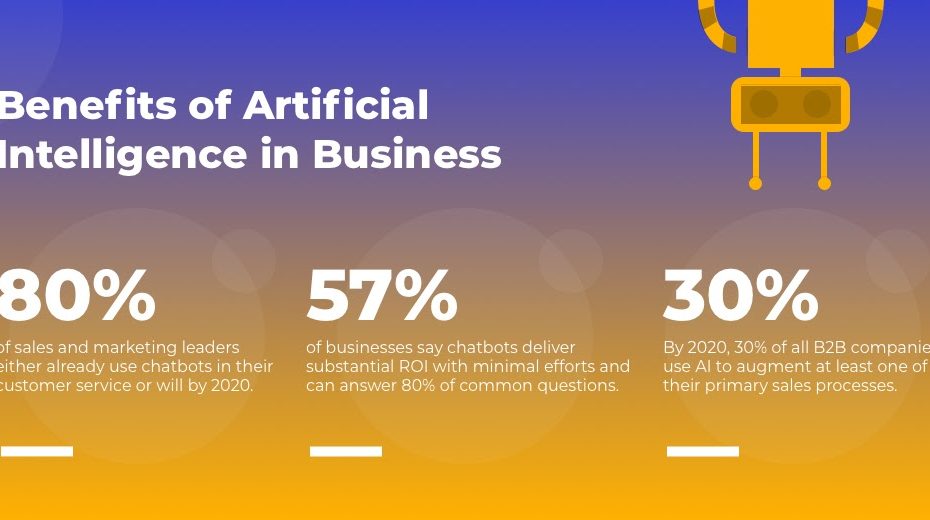 Benefits of Artificial
Intelligence in Business
80%
of sales and marketing leaders
either already use chatbots in their
customer service or will by 2020.
57%
of businesses say chatbots deliver
substantial ROI with minimal efforts and
can answer 80% of common questions.
30%
By 2020, 30% of all B2B companie
use AI to augment at least one of
their primary sales processes.